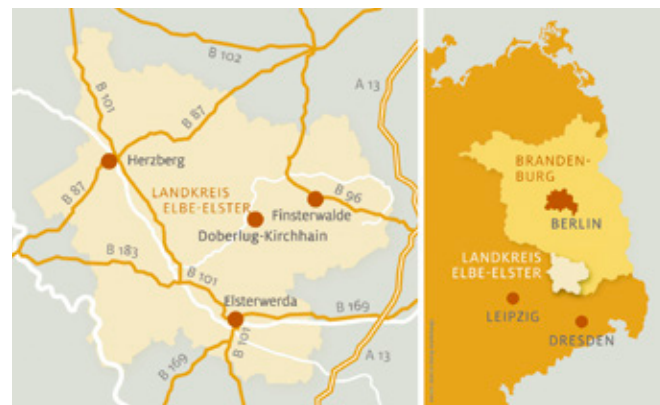 B 102
A 13
B 101
B 87
Herzberg
LANDKREIS
ELBE-ELSTER
B 96
Finsterwalde
Doberlug-Kirchhain
B 87
B 183
B 101
Elsterwerda
B 169
B 101
B 169
A 13
BRANDEN-
BURG
BERLIN
LANDKREIS
ELBE-ELSTER
LEIPZIG
DRESDEN